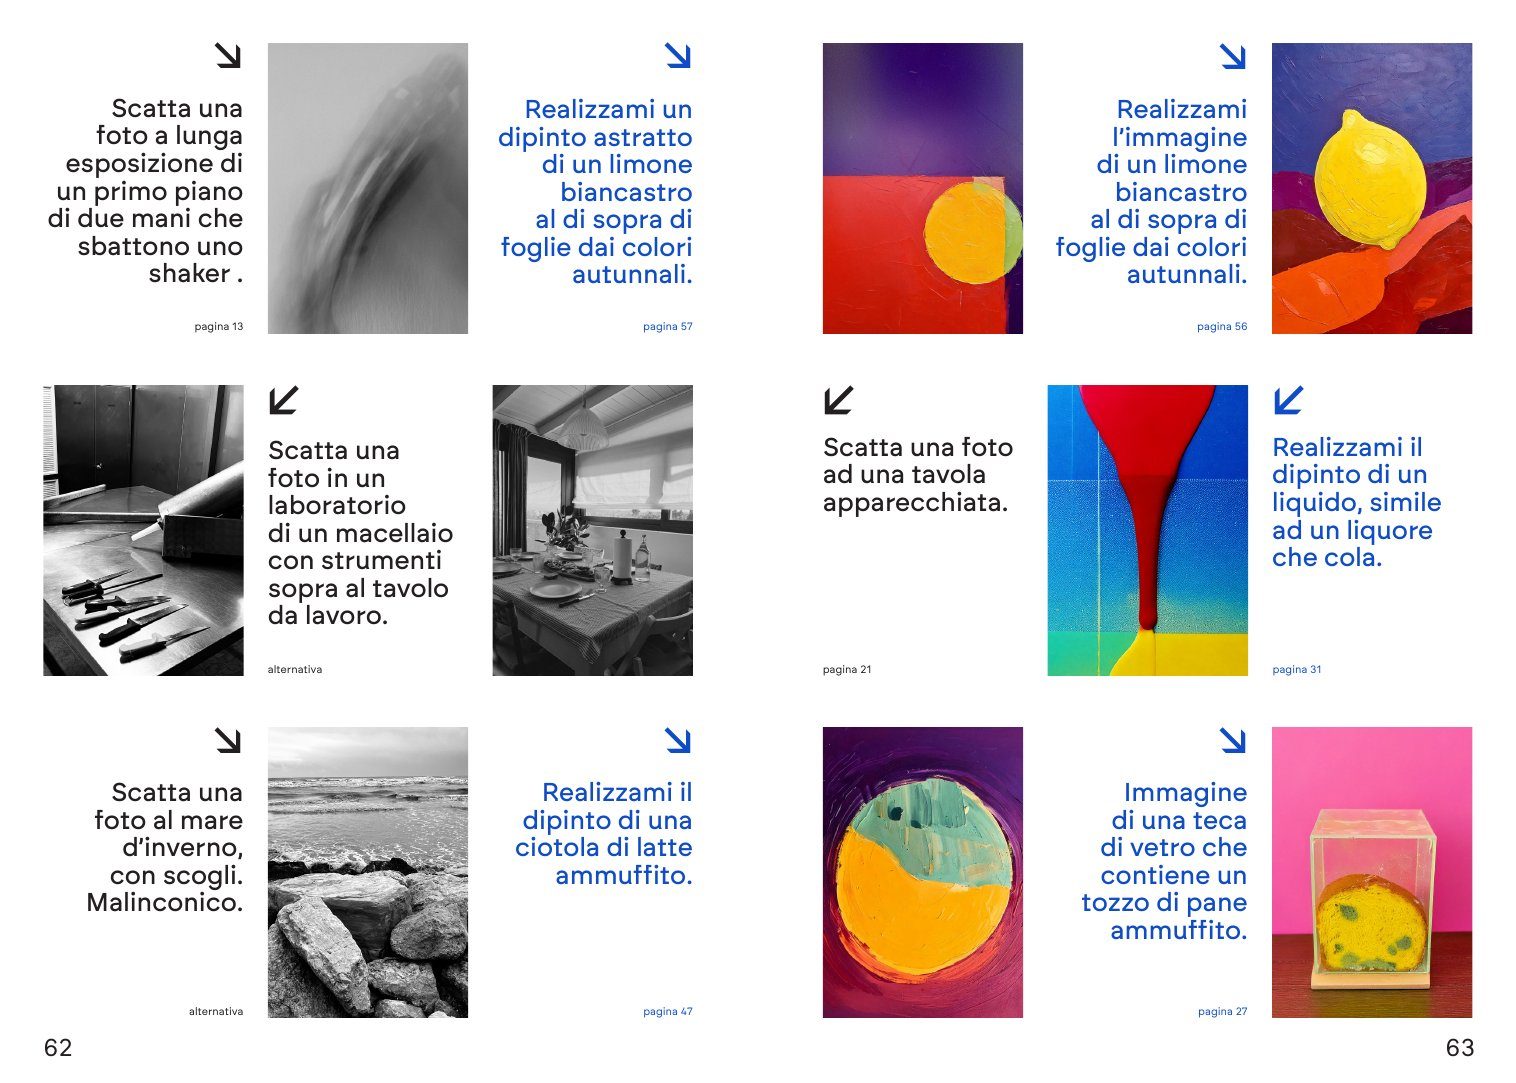 Scatta una
foto a lunga
esposizione di
un primo piano
di due mani che
sbattono uno
shaker .
pagina 13
Realizzami un
dipinto astratto
di un limone
biancastro
al di sopra di
foglie dai colori
autunnali.
pagina 57
Realizzami
l’immagine
di un limone
biancastro
al di sopra di
foglie dai colori
autunnali.
pagina 56
Scatta una
foto in un
laboratorio
di un macellaio
con strumenti
sopra al tavolo
da lavoro.
alternativa
Scatta una foto
ad una tavola
apparecchiata.
pagina 21
Realizzami il
dipinto di un
liquido, simile
ad un liquore
che cola.
pagina 31
Scatta una
foto al mare
d’inverno,
con scogli.
Malinconico.
alternativa
Realizzami il
dipinto di una
ciotola di latte
ammuffito.
pagina 47
Immagine
di una teca
di vetro che
contiene un
tozzo di pane
ammuffito.
pagina 27
62
63